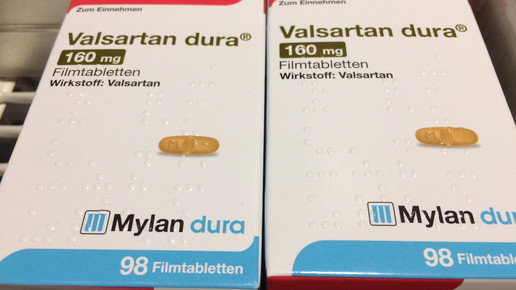 Zum Einnehmen
Valsartan dura®
160 mg
Filmtabletten
Wirkstoff: Valsartan
Mylan dura
98 Filmtabletten
Zum Einnehmen
Valsartan dura®
160 mg
Filmtabletten
Wirkstoff: Valsartan
Mylan du
98 Filmtabletten